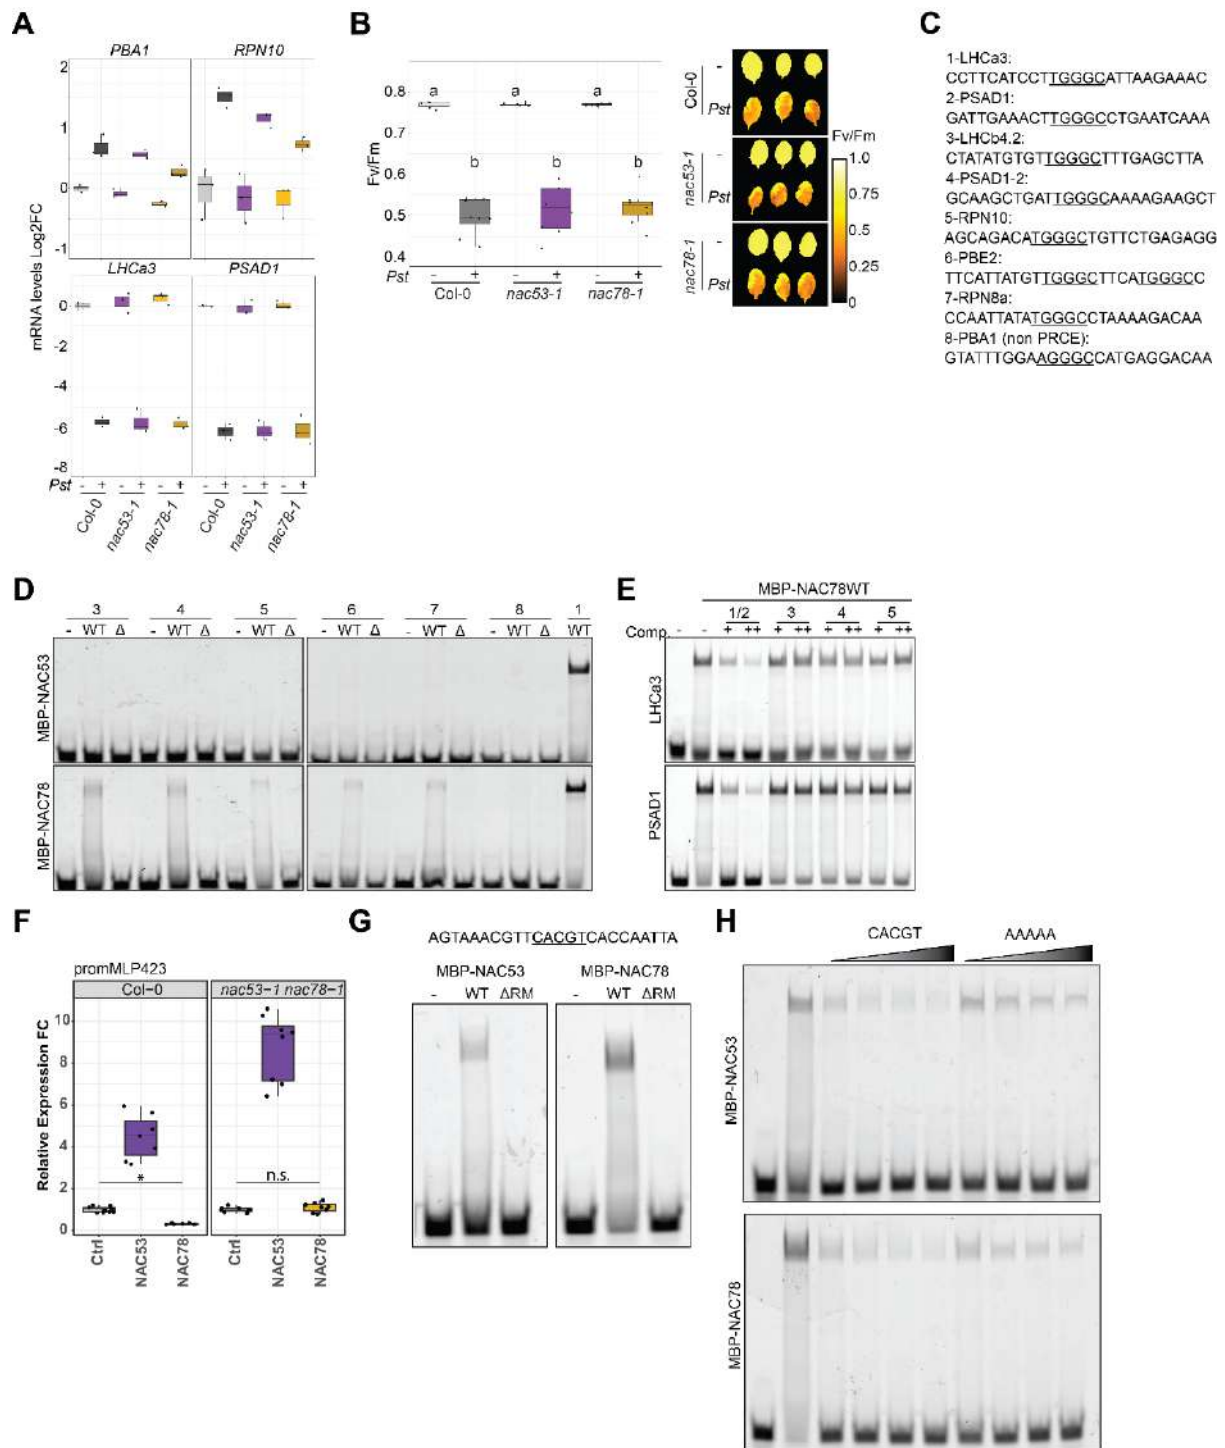 A
PBA1
RPN10
2
1
0
-1
LHCa3
PSAD1
0
-2
-4
-6
-8
mRNA levels Log2FC
Pst - + - + - + - + - + - +
Col-0 nac53-1 nac78-1 Col-0 nac53-1 nac78-1
B
0.8
0.7
0.6
0.5
0.4
Fv/Fm
a a a
b b b
Pst - + - + - +
Col-0 nac53-1 nac78-1
Col-0 - Pst
nac53-1 - Pst
nac78-1 - Pst
Fv/Fm
1.0
0.75
0.5
0.25
0
C
1-LHCa3:
CCTTCATCCTTGGGCATTAAGAAAC
2-PSAD1:
GATTGAAACTTGGGCCTGAATCAAA
3-LHCb4.2:
CTATATGTGTTGGGCTTTGAGCTTA
4-PSAD1-2:
GCAAGCTGATTGGGCAAAAGAAGCT
5-RPN10:
AGCAGACATGGGCTGTTCTGAGAGG
6-PBE2:
TTCATTATGTTGGGCTTCATGGGCC
7-RPN8a:
CCAATTATATGGGCCTAAAAGACAA
8-PBA1 (non PRCE):
GTATTTGGAAGGGCCATGAGGACAA
D
3 4 5 6 7 8 1
- WT Δ - WT Δ - WT Δ - WT Δ - WT Δ - WT Δ WT
MBP-NAC53
MBP-NAC78
E
MBP-NAC78WT
1/2 3 4 5
Comp. - - + ++ + ++ + ++ + ++
LHCa3
PSAD1
F
promMLP423
Col-0 nac53-1 nac78-1
10
8
6
4
2
0
Relative Expression FC
* n.s.
Ctrl NAC53 NAC78 Ctrl NAC53 NAC78
G
AGTAAACGTTCACGTCACCAATTA
MBP-NAC53 MBP-NAC78
- WT ΔRM - WT ΔRM
H
CACGT AAAAA
MBP-NAC53
MBP-NAC78